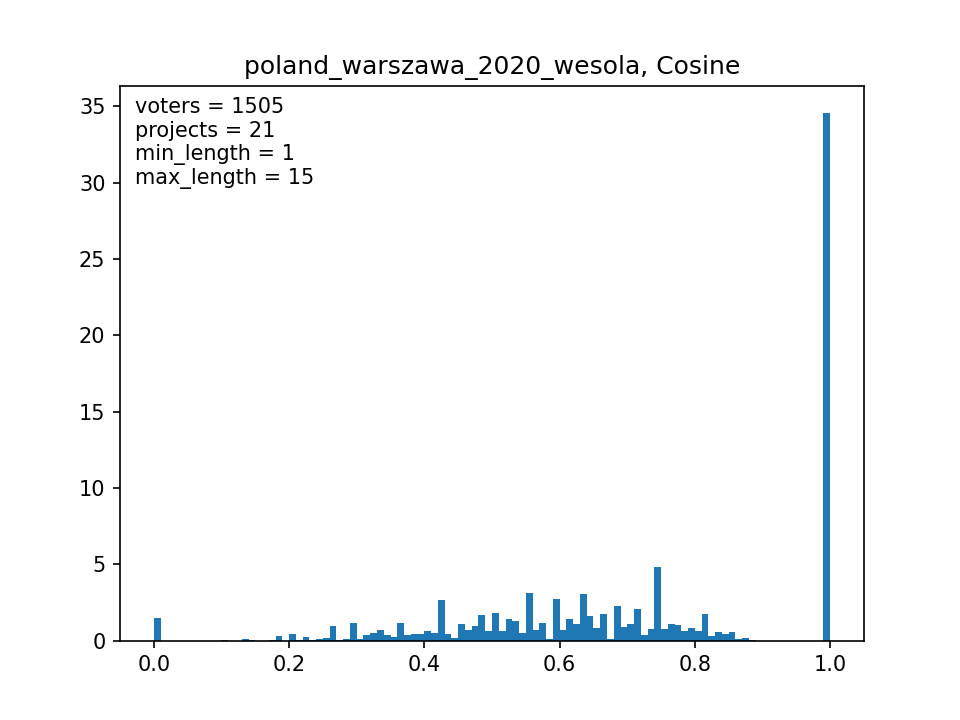 poland_warszawa_2020_wesola, Cosine
voters = 1505
projects = 21
min_length = 1
max_length = 15
35
30
25
20
15
10
5
0
0.0 0.2 0.4 0.6 0.8 1.0